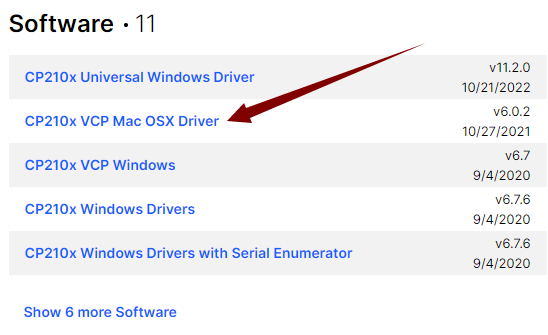 Software · 11
CP210x Universal Windows Driver
v11.2.0
10/21/2022
CP210x VCP Mac OSX Driver
v6.0.2
10/27/2021
CP210x VCP Windows
v6.7
9/4/2020
CP210x Windows Drivers
v6.7.6
9/4/2020
CP210x Windows Drivers with Serial Enumerator
v6.7.6
9/4/2020
Show 6 more Software